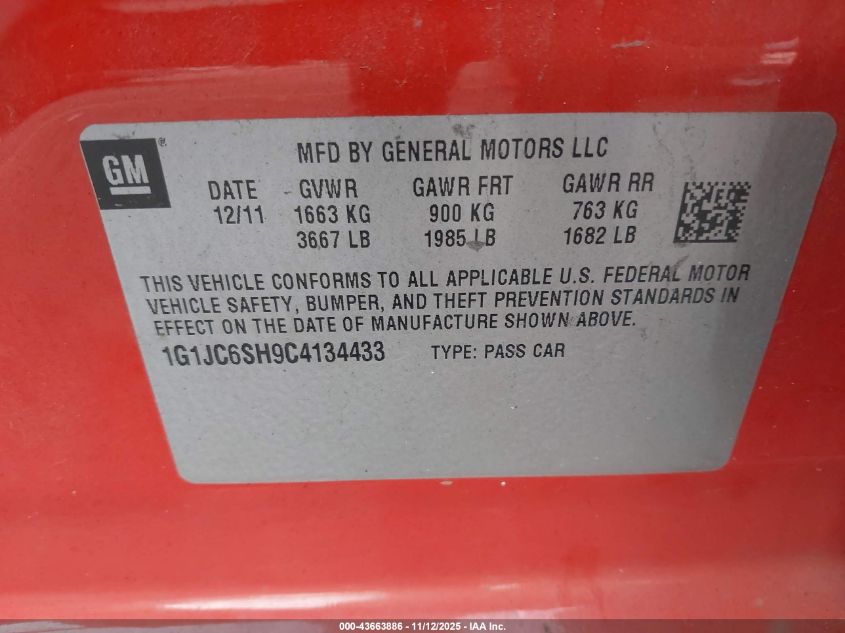 GM®
MFD BY GENERAL MOTORS LLC
DATE GVWR GAWR FRT GAWR RR
12/11 1663 KG 900 KG 763 KG
3667 LB 1985 LB 1682 LB
THIS VEHICLE CONFORMS TO ALL APPLICABLE U.S. FEDERAL MOTOR
VEHICLE SAFETY, BUMPER, AND THEFT PREVENTION STANDARDS IN
EFFECT ON THE DATE OF MANUFACTURE SHOWN ABOVE.
1G1JC6SH9C4134433 TYPE: PASS CAR
000-43663886 - 11/12/2025 - IAA Inc.